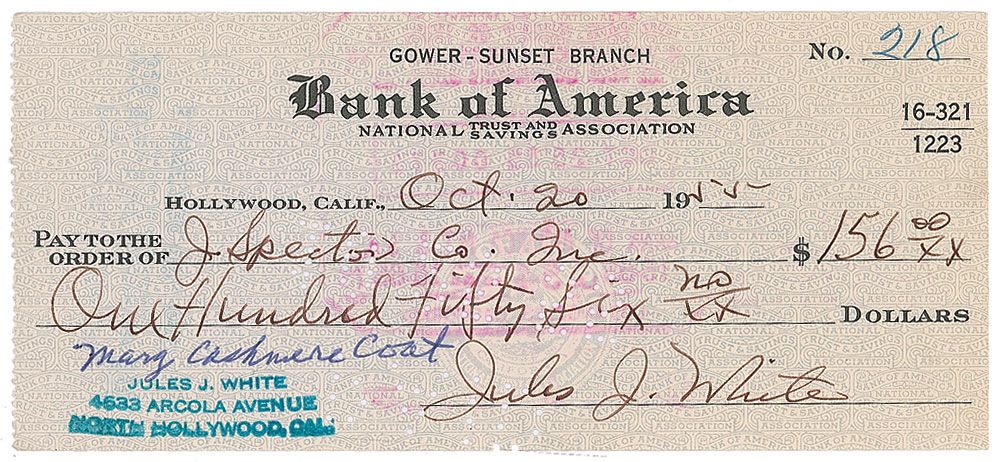 GOWER - SUNSET BRANCH
No. 218
Bank of America
NATIONAL TRUST AND SAVINGS ASSOCIATION
16-321
1223
HOLLYWOOD, CALIF., Oct. 20 1955
PAY TO THE ORDER OF J. Spector Co. Inc. $156 00/xx
One Hundred Fifty Six no/xx DOLLARS
"Marg Cashmere Coat
JULES J. WHITE
4633 ARCOLA AVENUE
NORTH HOLLYWOOD, CAL.
Jules J. White